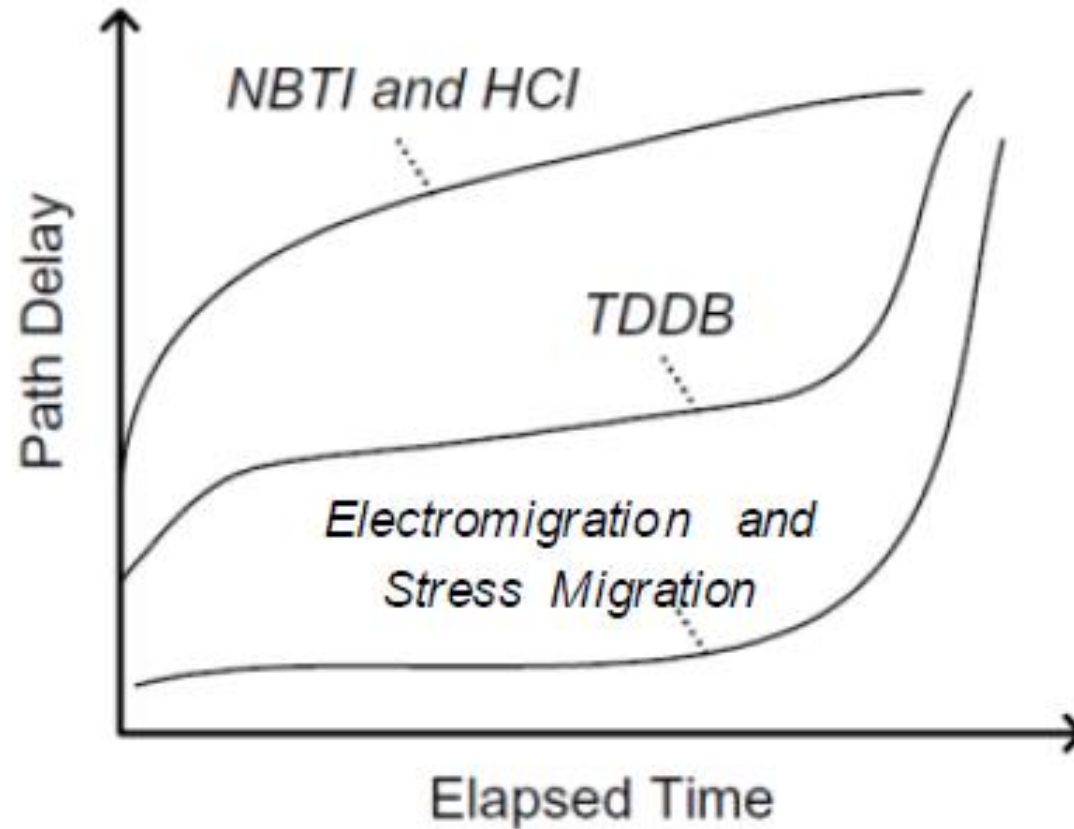 NBTI and HCI
TDDB
Electromigration and
Stress Migration
Path Delay
Elapsed Time